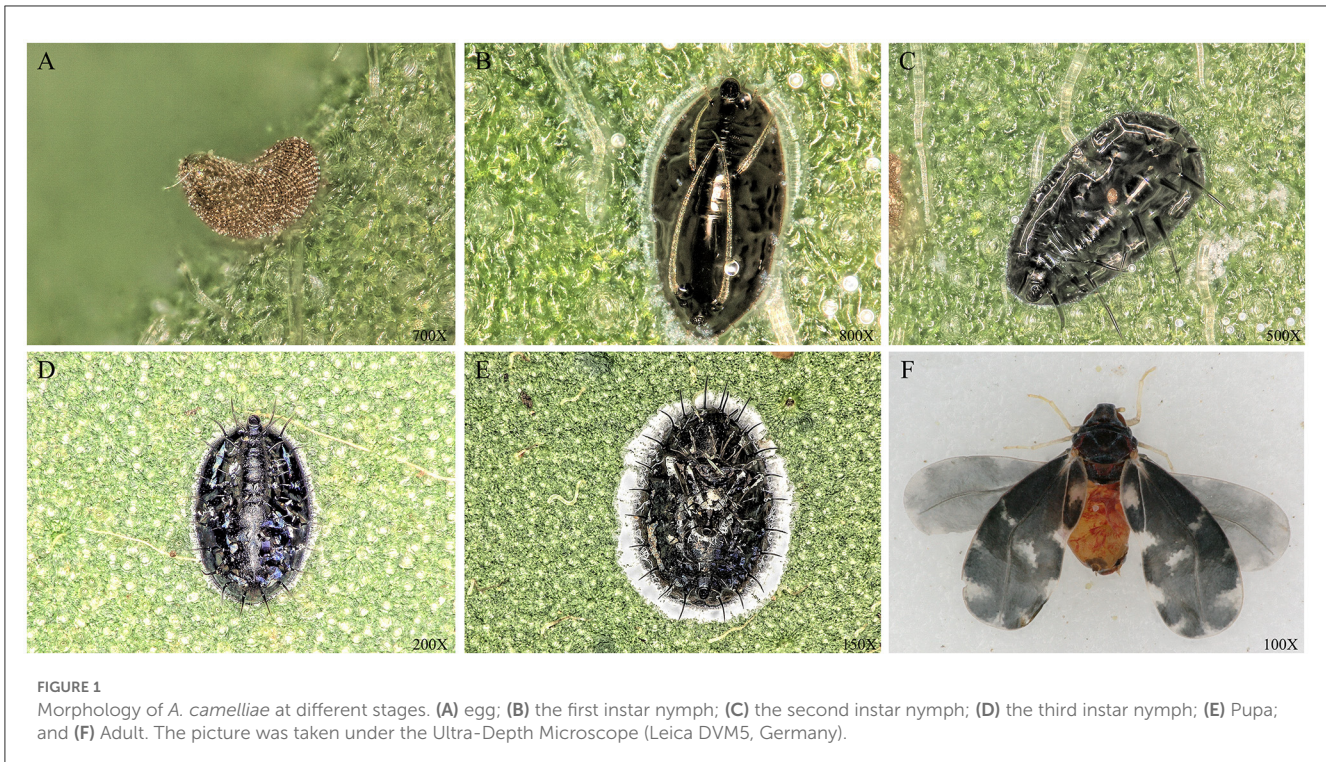 A
B
C
700X
800X
500X
D
E
F
200X
150X
100X
FIGURE 1
Morphology of A. camelliae at different stages. (A) egg; (B) the first instar nymph; (C) the second instar nymph; (D) the third instar nymph; (E) Pupa;
and (F) Adult. The picture was taken under the Ultra-Depth Microscope (Leica DVM5, Germany).